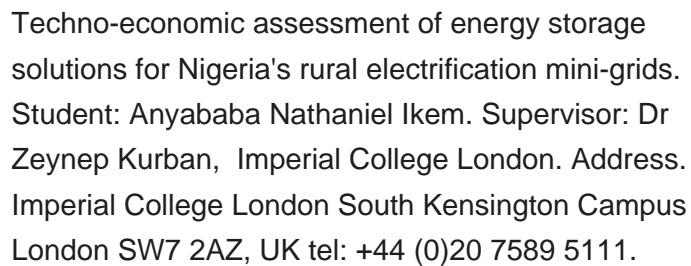 Techno-economic assessment of energy storage
solutions for Nigeria's rural electrification mini-grids.
Student: Anyababa Nathaniel Ikem. Supervisor: Dr
Zeynep Kurban,  Imperial College London. Address.
Imperial College London South Kensington Campus
London SW7 2AZ, UK tel: +44 (0)20 7589 5111.